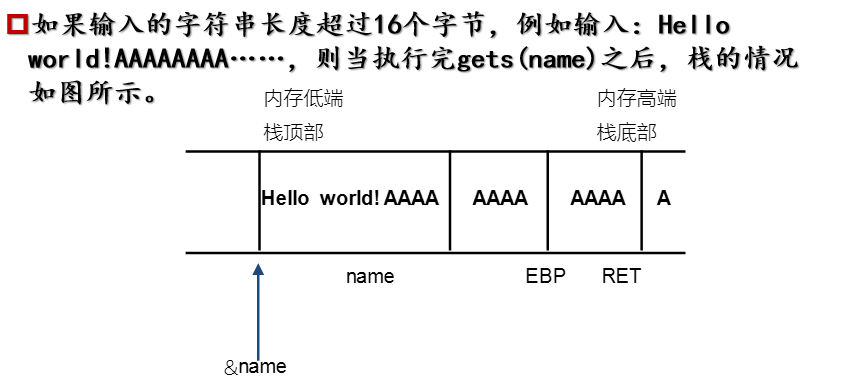 如果输入的字符串长度超过16个字节，例如输入：Hello
world!AAAAAAAA……，则当执行完gets(name)之后，栈的情况
如图所示。
内存低端 内存高端
栈顶部 栈底部
Hello world! AAAA AAAA AAAA A
name EBP RET
&name